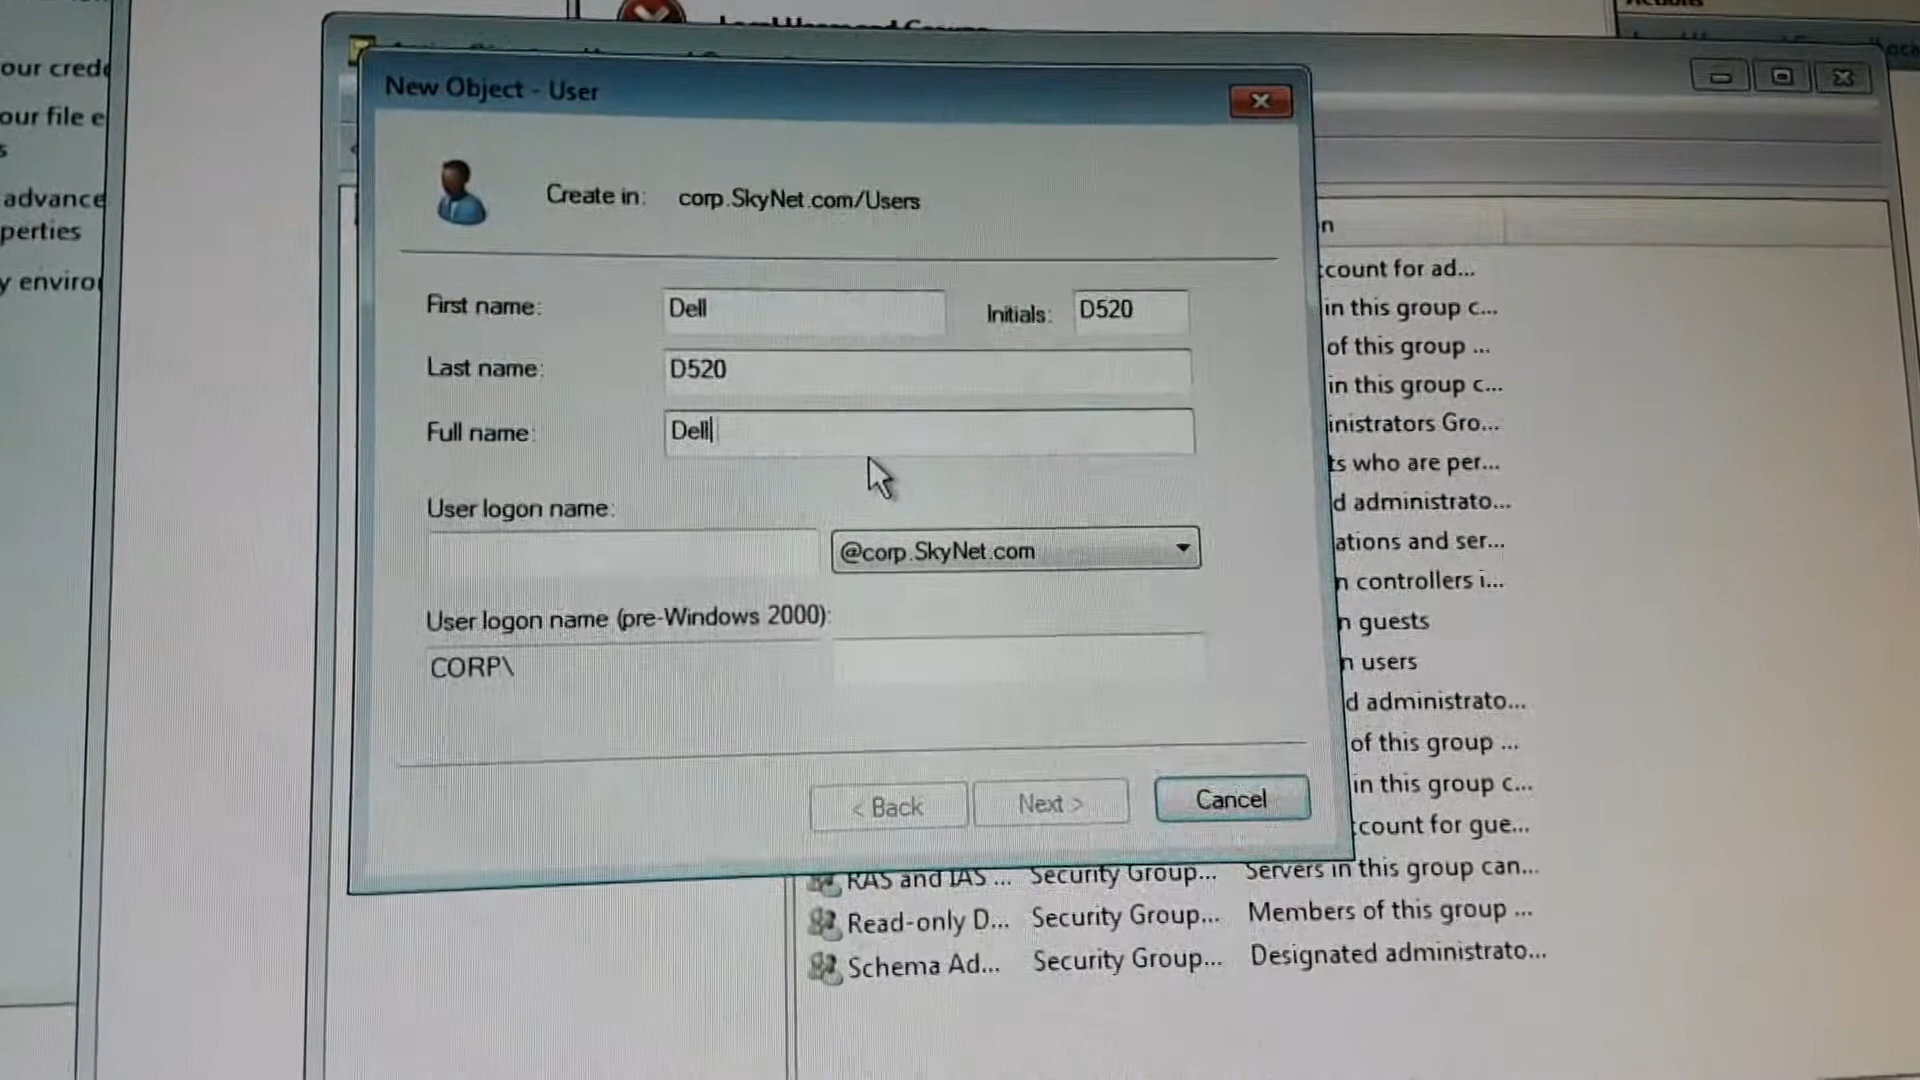 our crede
our file e
s
advance
perties
y enviro
New Object - User
Create in: corp.SkyNet.com/Users
First name: Dell Initials: D520
Last name: D520
Full name: Dell
User logon name:
@corp.SkyNet.com
User logon name (pre-Windows 2000):
CORP\
< Back Next > Cancel
n
count for ad...
in this group c...
of this group ...
in this group c...
inistrators Gro...
ts who are per...
d administrato...
ations and ser...
n controllers i...
n guests
n users
d administrato...
of this group ...
in this group c...
count for gue...
RAS and IAS ... Security Group... Servers in this group can...
Read-only D... Security Group... Members of this group ...
Schema Ad... Security Group... Designated administrato...